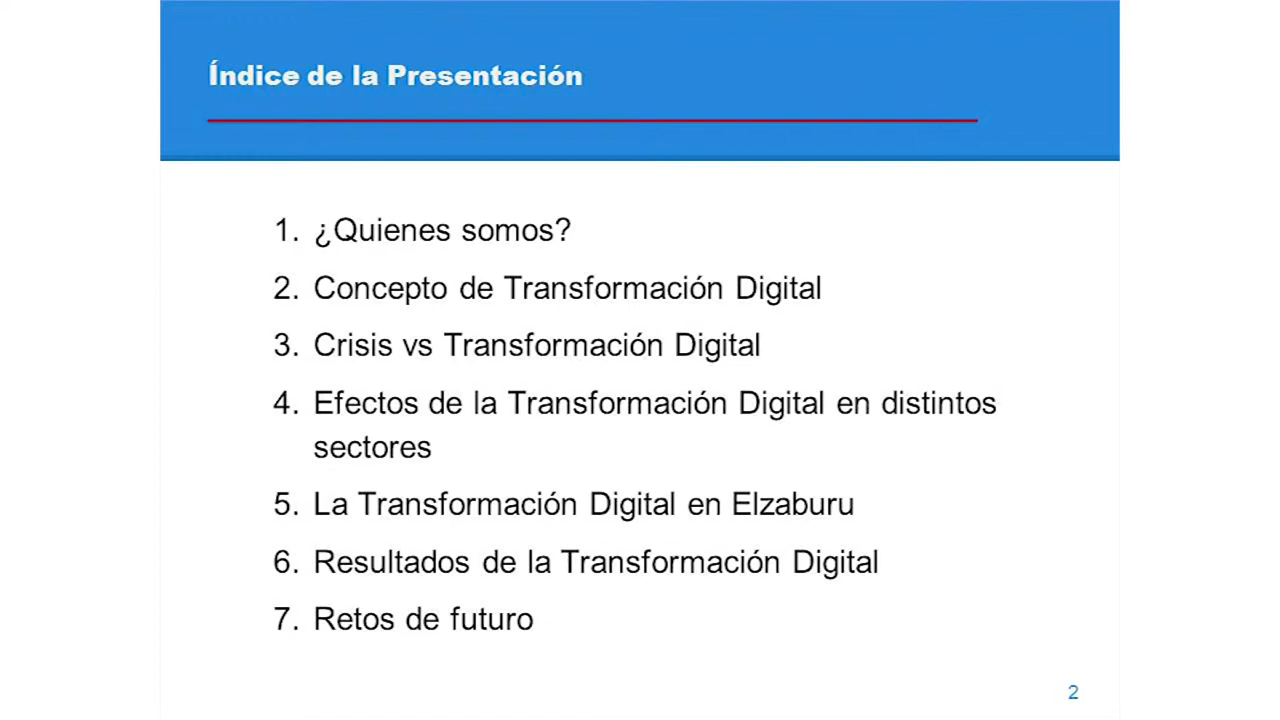 Índice de la Presentación
1. ¿Quienes somos?
2. Concepto de Transformación Digital
3. Crisis vs Transformación Digital
4. Efectos de la Transformación Digital en distintos
sectores
5. La Transformación Digital en Elzaburu
6. Resultados de la Transformación Digital
7. Retos de futuro
2